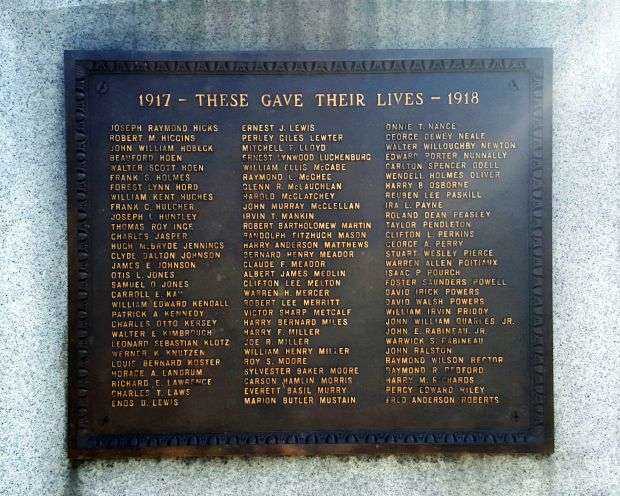 1917 - THESE GAVE THEIR LIVES - 1918
JOSEPH RAYMOND HICKS
ROBERT M. HIGGINS
JOHN WILLIAM HOBECK
BEAUFORD HOEN
WALTER SCOTT HOEN
FRANK S. HOLMES
FOREST LYNN HORD
WILLIAM KENT HUGHES
FRANK C. HULCHER
JOSEPH I. HUNTLEY
THOMAS ROY INGE
CHARLES JASPER
HUGH MCBRYDE JENNINGS
CLYDE DALTON JOHNSON
JAMES E. JOHNSON
OTIS L. JONES
SAMUEL O. JONES
CARROLL E. KAY
WILLIAM EDWARD KENDALL
PATRICK A. KENNEDY
CHARLES OTTO KERSEY
WALTER E. KIMBROUGH
LEONARD SEBASTIAN KLOTZ
WERNER K. KNUTZEN
LOUIS BERNARD KOSTER
HORACE A. LANDRUM
RICHARD E. LAWRENCE
CHARLES T. LAWS
ENOS D. LEWIS
ERNEST J. LEWIS
PERLEY GILES LEWTER
MITCHELL F. LLOYD
ERNEST LYNWOOD LUCHENBURG
WILLIAM ELLIS McCABE
RAYMOND L. McGHEE
GLENN R. McLAUCHLAN
HAROLD McGLATCHEY
JOHN MURRAY McCLELLAN
IRVIN T. MANKIN
ROBERT BARTHOLOMEW MARTIN
RANDOLPH FITZHUGH MASON
HARRY ANDERSON MATTHEWS
BERNARD HENRY MEADOR
CLAUDE F. MEADOR
ALBERT JAMES MEDLIN
CLIFTON LEE MELTON
WARREN H. MERCER
ROBERT LEE MERRITT
VICTOR SHARP METCALF
HARRY BERNARD MILES
HARRY F. MILLER
JOE R. MILLER
WILLIAM HENRY MILLER
ROY S. MOORE
SYLVESTER BAKER MOORE
CARSON HAMLIN MORRIS
EVERETT BASIL MURRY
MARION BUTLER MUSTAIN
ONNIE T. NANCE
GEORGE DEWEY NEALE
WALTER WILLOUGHBY NEWTON
EDWARD PORTER NUNNALLY
CARLTON SPENCER ODELL
WENDELL HOLMES OLIVER
HARRY B. OSBORNE
REUBEN LEE PASKILL
IRA L. PAYNE
ROLAND DEAN PEASLEY
TAYLOR PENDLETON
CLIFTON L. PERKINS
GEORGE A. PERRY
STUART WESLEY PIERCE
WARREN ALLEN POITIAUX
ISAAC P. POURCH
FOSTER SAUNDERS POWELL
DAVID URICK POWERS
DAVID WALSH POWERS
WILLIAM IRVIN PRIDDY
JOHN WILLIAM QUARLES JR.
JOHN E. RABINEAU JR.
WARWICK S. RABINEAU
JOHN RALSTON
RAYMOND WILSON RECTOR
RAYMOND R. REDFORD
HARRY M. RICHARDS
PERCY EDWARD RILEY
FRED ANDERSON ROBERTS